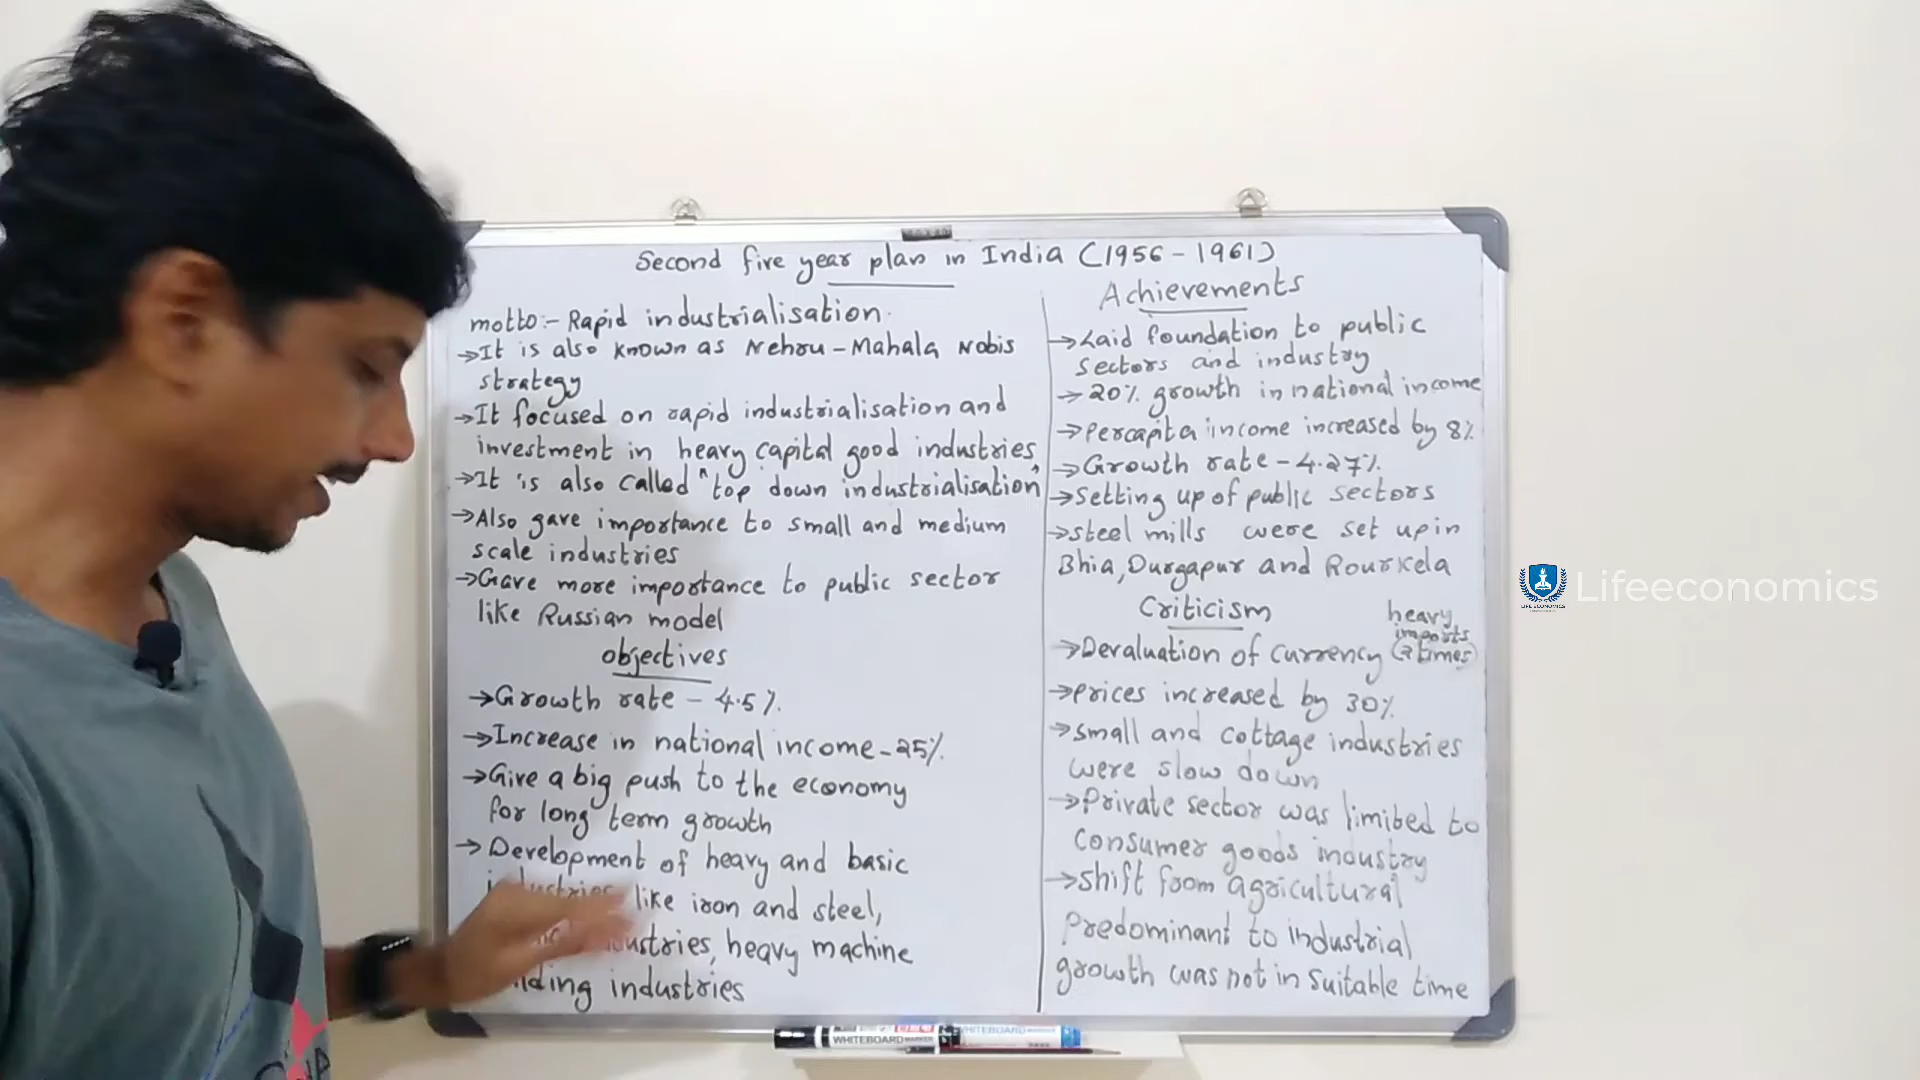 Second five year plan in India (1956-1961)
motto:- Rapid industrialisation.
→It is also known as Nehru-Mahala Nobis
strategy
→It focused on rapid industrialisation and
investment in heavy capital good industries
→It is also called "top down industrialisation"
→Also gave importance to small and medium
scale industries
→Gave more importance to public sector
like Russian model
objectives
→Growth rate - 4.5%.
→Increase in national income-25%.
→Give a big push to the economy
for long term growth
→Development of heavy and basic
like iron and steel,
heavy machine
industries
Achievements
→Laid foundation to public
sectors and industry
→20% growth in national income
→percapita income increased by 8%
→Growth rate-4.27%.
→Setting up of public sectors
→steel mills were set up in
Bhia, Durgapur and Rourkela
Criticism
heavy
imports
→Devaluation of currency (2 times)
→prices increased by 30%
→small and cottage industries
were slow down
→Private sector was limited to
consumer goods industry
→shift from agricultural
predominant to industrial
growth was not in suitable time
Lifeeconomics
LIFE ECONOMICS
WHITEBOARD MARKER
WHITEBOARD